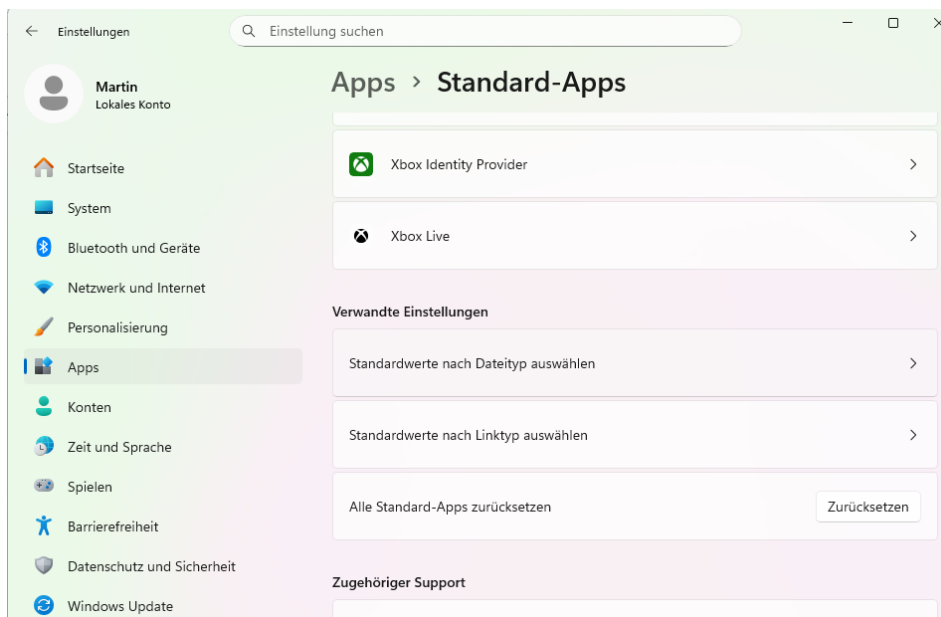 Einstellungen
Einstellung suchen
Martin
Lokales Konto
Startseite
System
Bluetooth und Geräte
Netzwerk und Internet
Personalisierung
Apps
Konten
Zeit und Sprache
Spielen
Barrierefreiheit
Datenschutz und Sicherheit
Windows Update
Apps > Standard-Apps
Xbox Identity Provider
Xbox Live
Verwandte Einstellungen
Standardwerte nach Dateityp auswählen
Standardwerte nach Linktyp auswählen
Alle Standard-Apps zurücksetzen
Zurücksetzen
Zugehöriger Support